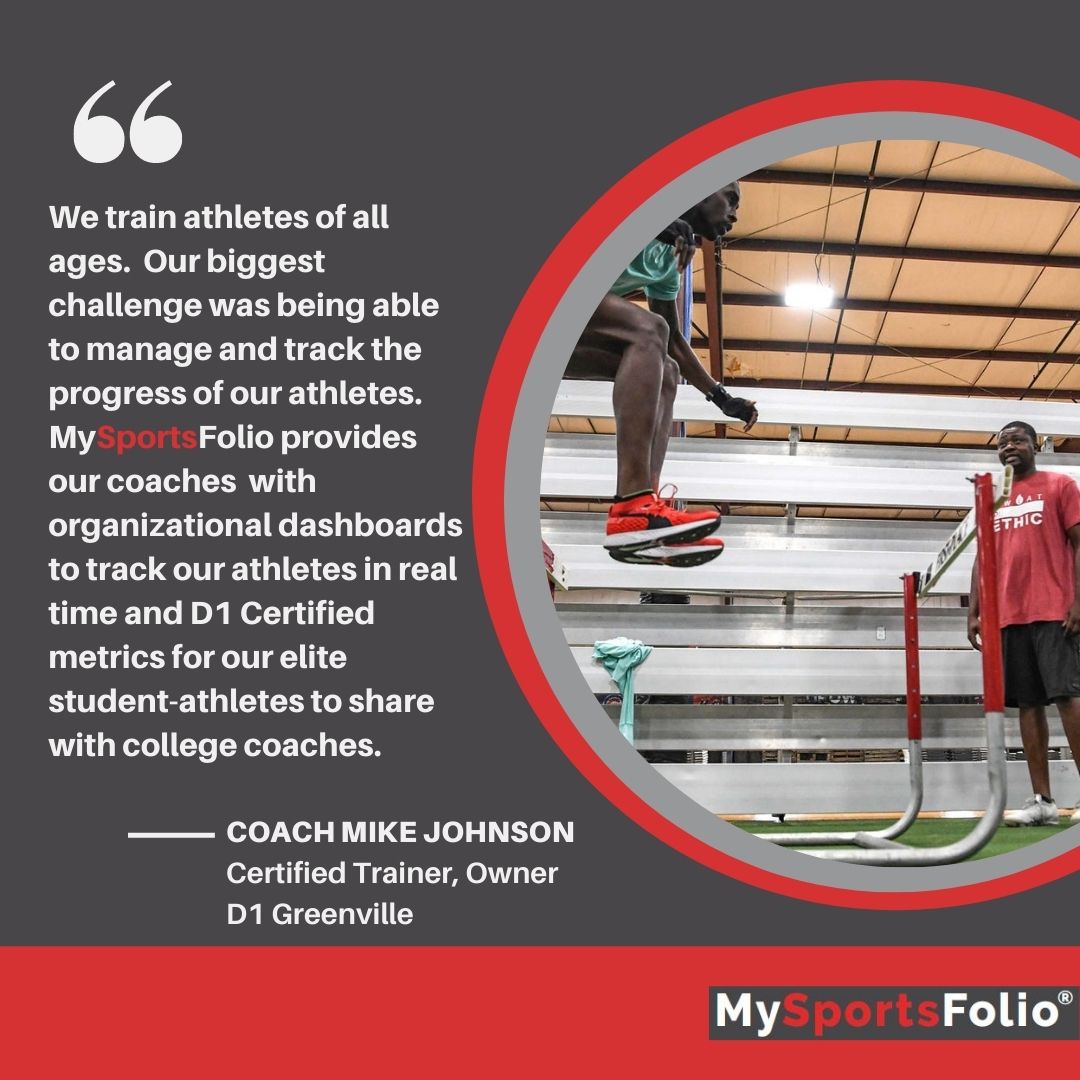 “
We train athletes of all
ages.  Our biggest
challenge was being able
to manage and track the
progress of our athletes.
MySportsFolio provides
our coaches  with
organizational dashboards
to track our athletes in real
time and D1 Certified
metrics for our elite
student-athletes to share
with college coaches.
COACH MIKE JOHNSON
Certified Trainer, Owner
D1 Greenville
ETHIC
MySportsFolio®